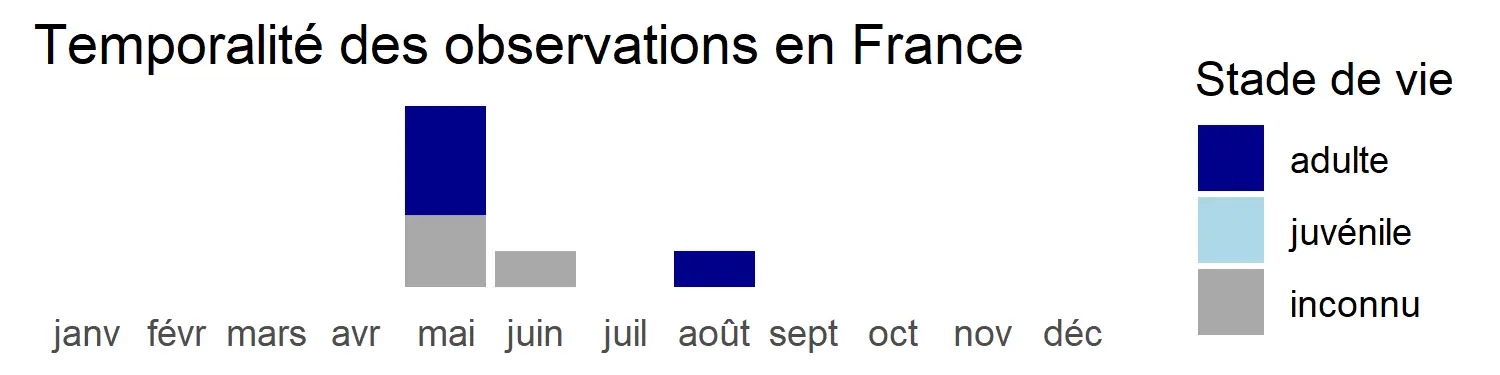 Temporalité des observations en France
janv févr mars avr mai juin juil août sept oct nov déc
Stade de vie
adulte
juvénile
inconnu